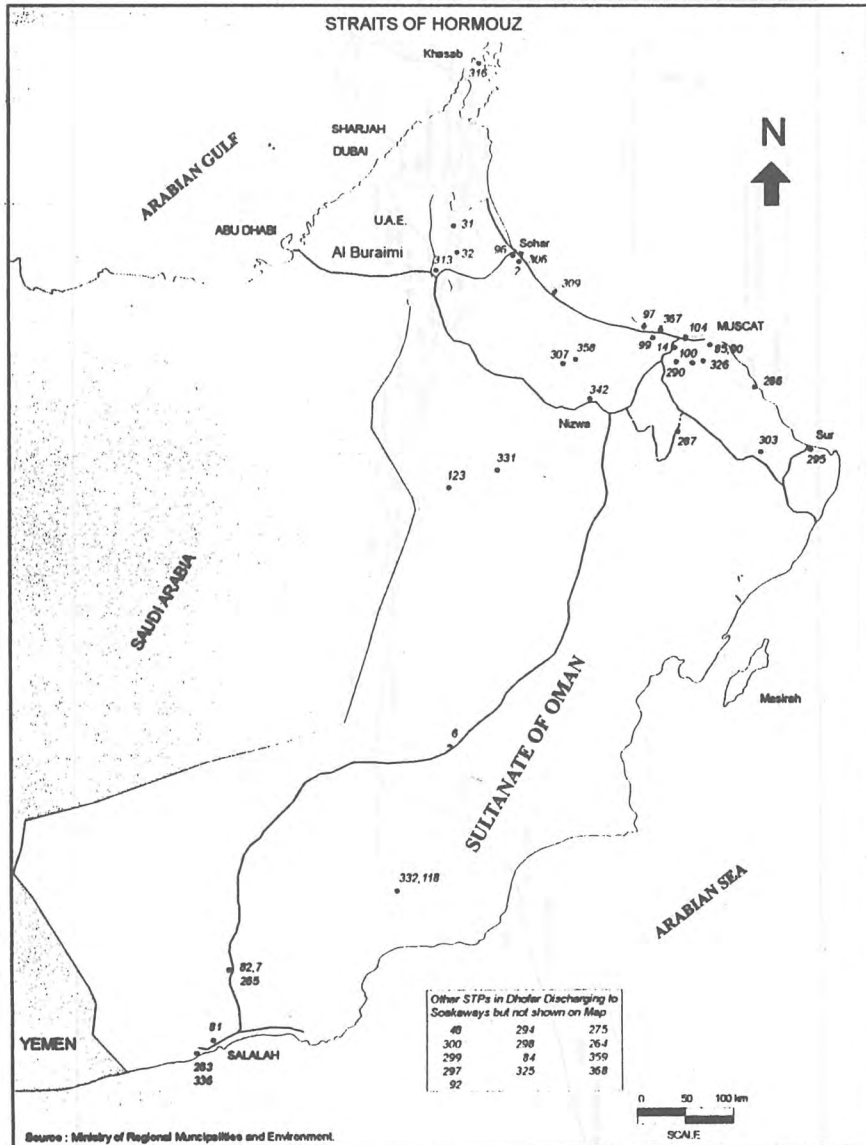 STRAITS OF HORMOUZ
Khasab
316
SHARJAH
DUBAI
N
ARABIAN GULF
ABU DHABI
U.A.E.
31
Al Buraimi
32
313
96
Sohar
2
306
309
97
367
104
MUSCAT
99
14
100
85,90
290
326
307
358
342
286
Nizwa
287
303
Sur
295
331
123
SAUDI ARABIA
SULTANATE OF OMAN
Masirah
6
332,118
ARABIAN SEA
82,7
265
81
YEMEN
SALALAH
283
336
Other STPs in Dhofar Discharging to
Soakaways but not shown on Map
48 294 275
300 298 264
299 84 359
297 325 368
92
0 50 100 km
SCALE
Source : Ministry of Regional Muncipalities and Environment.